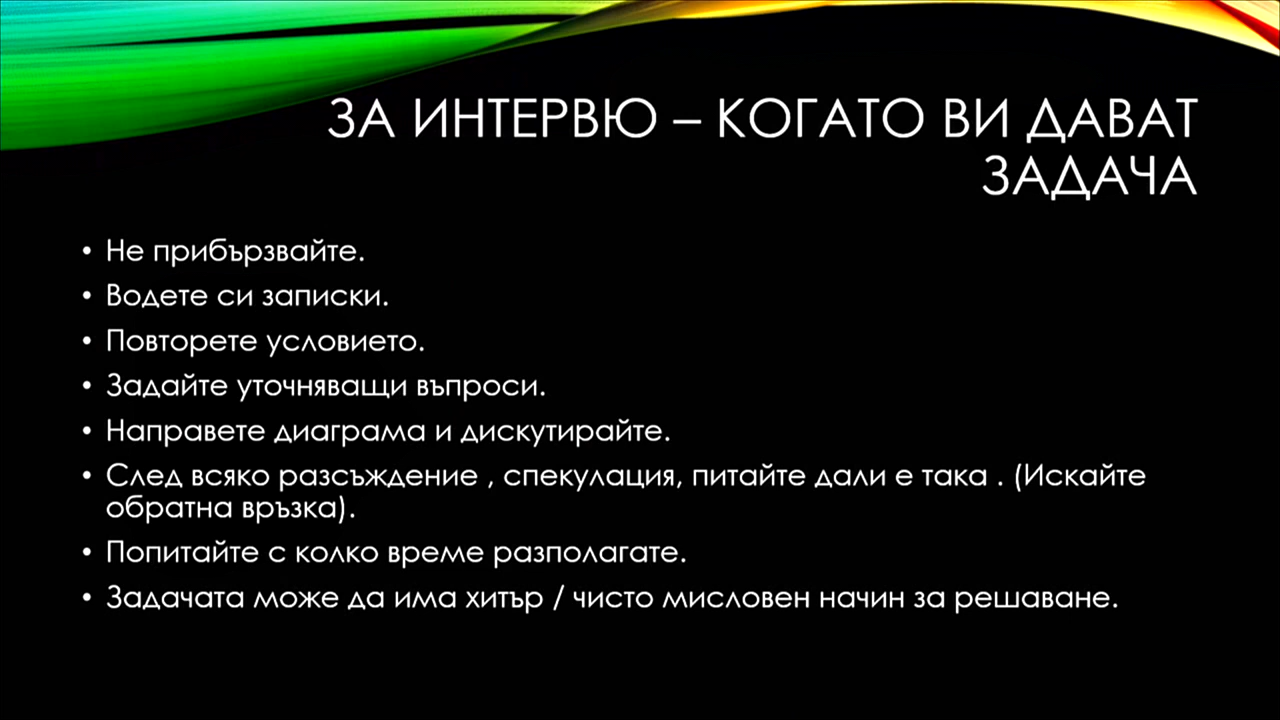 ЗА ИНТЕРВЮ – КОГАТО ВИ ДАВАТ
ЗАДАЧА
• Не прибързвайте.
• Водете си записки.
• Повторете условието.
• Задайте уточняващи въпроси.
• Направете диаграма и дискутирайте.
• След всяко разсъждение , спекулация, питайте дали е така . (Искайте
обратна връзка).
• Попитайте с колко време разполагате.
• Задачата може да има хитър / чисто мисловен начин за решаване.